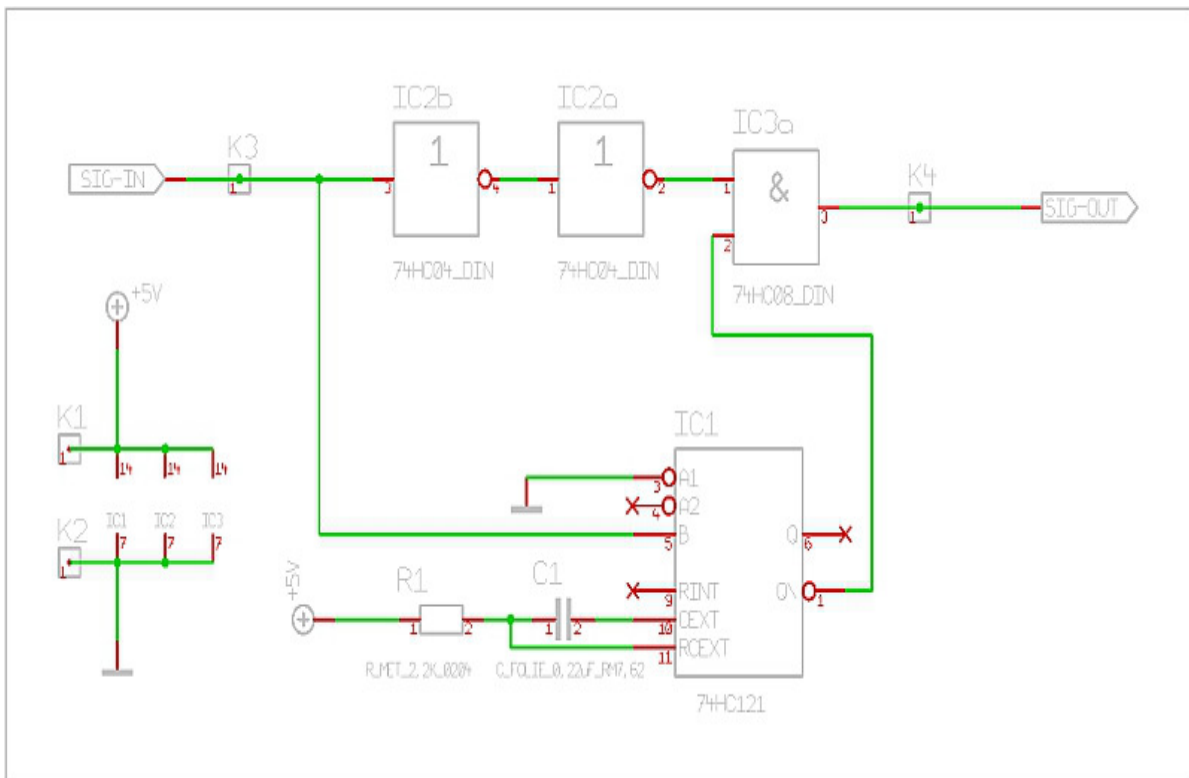 IC2b
IC2a
IC3a
K3
K4
SIG-IN
1
3
1
4
1
1
2
1
&
2
3
1
SIG-OUT
74HC04_DIN
74HC04_DIN
74HC08_DIN
+5V
K1
1
14
14
14
IC1
IC2
IC3
K2
1
7
7
7
IC1
3
A1
4
A2
5
B
Q
6
+5V
R1
C1
9
RINT
Q\
1
1
2
1
2
10
CEXT
11
RCEXT
R_MET_2,2K_0204
C_FOLIE_0,22uF_RM7,62
74HC121